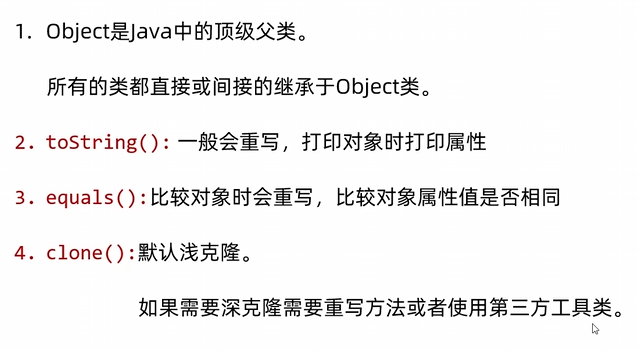 1. Object是Java中的顶级父类。
所有的类都直接或间接的继承于Object类。
2. toString(): 一般会重写，打印对象时打印属性
3. equals():比较对象时会重写，比较对象属性值是否相同
4. clone():默认浅克隆。
如果需要深克隆需要重写方法或者使用第三方工具类。